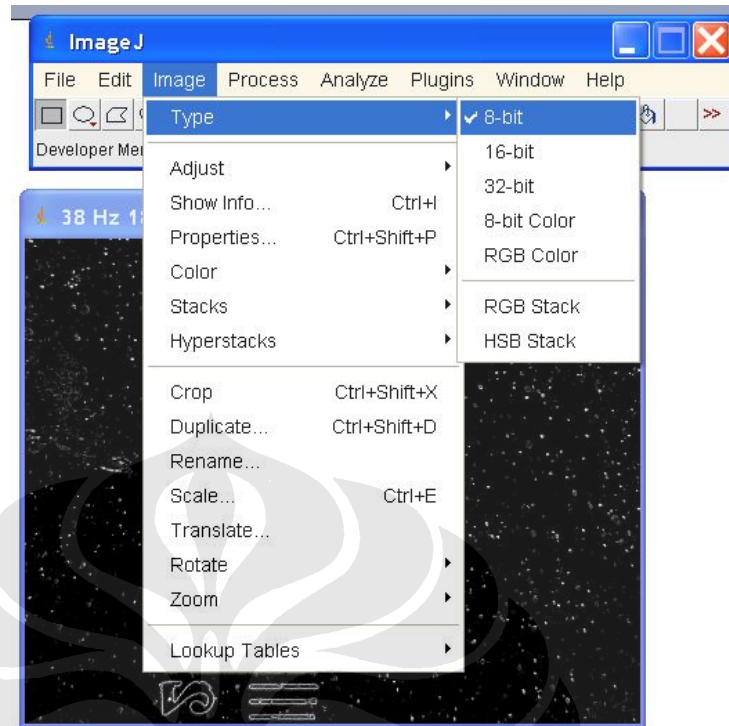 ImageJ
File Edit Image Process Analyze Plugins Window Help
>>
Developer Me
38 Hz
Type
Adjust
Show Info... Ctrl+I
Properties... Ctrl+Shift+P
Color
Stacks
Hyperstacks
Crop Ctrl+Shift+X
Duplicate... Ctrl+Shift+D
Rename...
Scale... Ctrl+E
Translate...
Rotate
Zoom
Lookup Tables
8-bit
16-bit
32-bit
8-bit Color
RGB Color
RGB Stack
HSB Stack